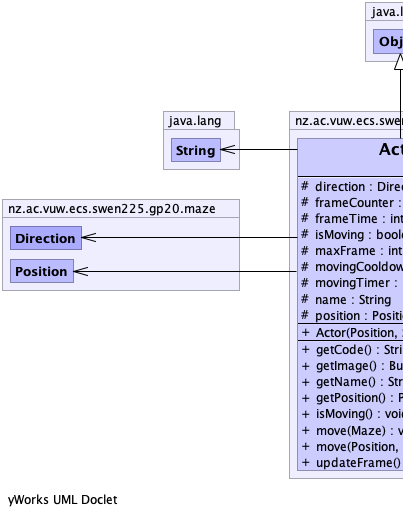 java.l
Obj
java.lang
String
nz.ac.vuw.ecs.swen
Act
nz.ac.vuw.ecs.swen225.gp20.maze
Direction
Position
# direction : Direc
# frameCounter :
# frameTime : int
# isMoving : boole
# maxFrame : int
# movingCooldow
# movingTimer :
# name : String
# position : Positi
+ Actor(Position, S
+ getCode() : Stri
+ getImage() : Bu
+ getName() : Str
+ getPosition() : P
+ isMoving() : voi
+ move(Maze) : v
+ move(Position,
+ updateFrame()
yWorks UML Doclet